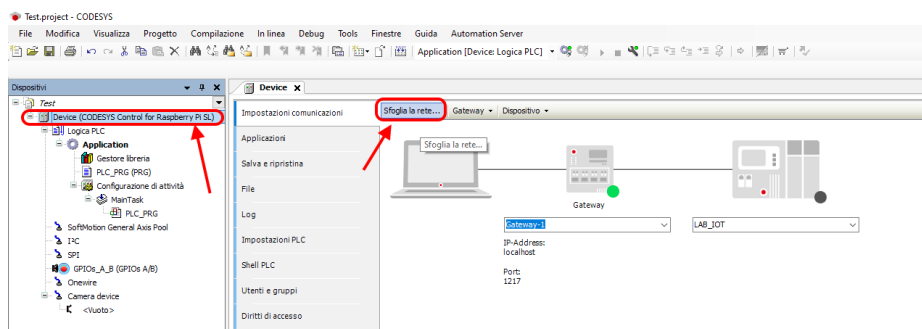 Test.project - CODESYS
File Modifica Visualizza Progetto Compilazione In linea Debug Tools Finestre Guida Automation Server
Application [Device: Logica PLC]
Dispositivi
Test
Device (CODESYS Control for Raspberry Pi SL)
Logica PLC
Application
Gestore libreria
PLC_PRG (PRG)
Configurazione di attività
MainTask
PLC_PRG
SoftMotion General Axis Pool
I²C
SPI
GPIOs_A_B (GPIOs A/B)
Onewire
Camera device
<Vuoto>
Device
Impostazioni comunicazioni
Applicazioni
Salva e ripristina
File
Log
Impostazioni PLC
Shell PLC
Utenti e gruppi
Diritti di accesso
Sfoglia la rete... Gateway Dispositivo
Sfoglia la rete...
Gateway
Gateway-1
LAB_IOT
IP-Address:
localhost
Port:
1217